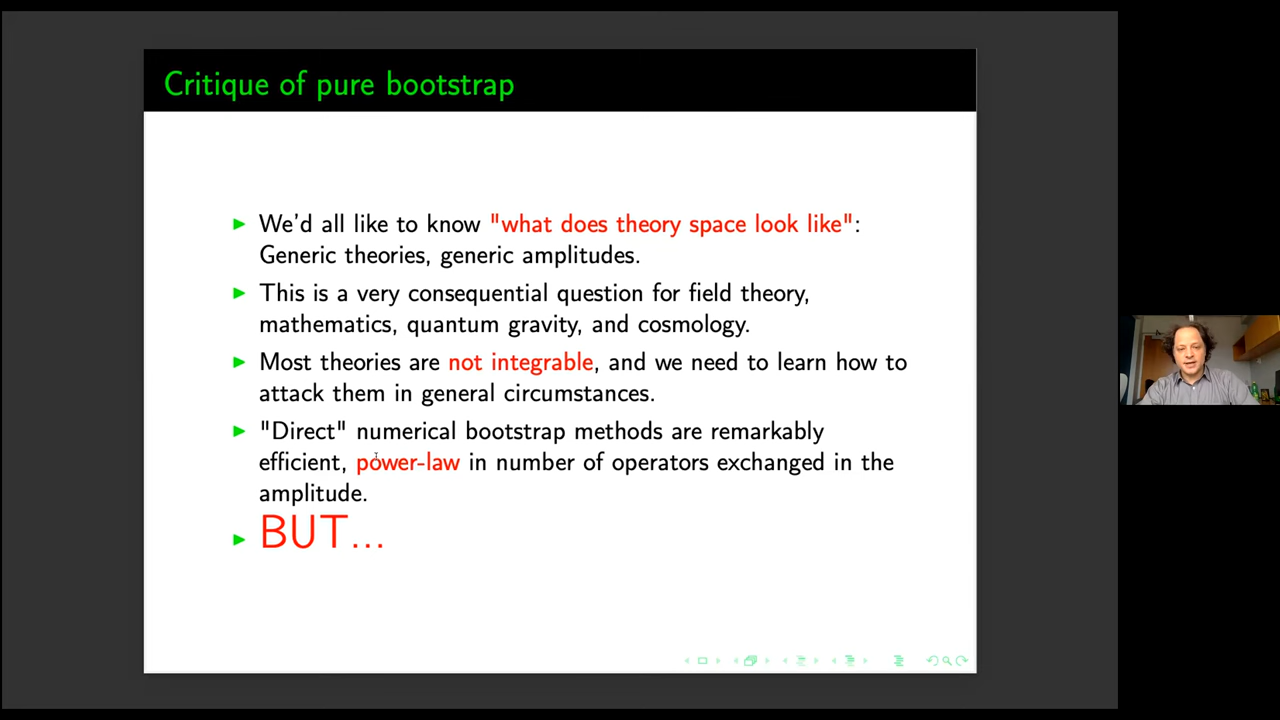 Critique of pure bootstrap
We'd all like to know "what does theory space look like":
Generic theories, generic amplitudes.
This is a very consequential question for field theory,
mathematics, quantum gravity, and cosmology.
Most theories are not integrable, and we need to learn how to
attack them in general circumstances.
"Direct" numerical bootstrap methods are remarkably
efficient, power-law in number of operators exchanged in the
amplitude.
BUT...